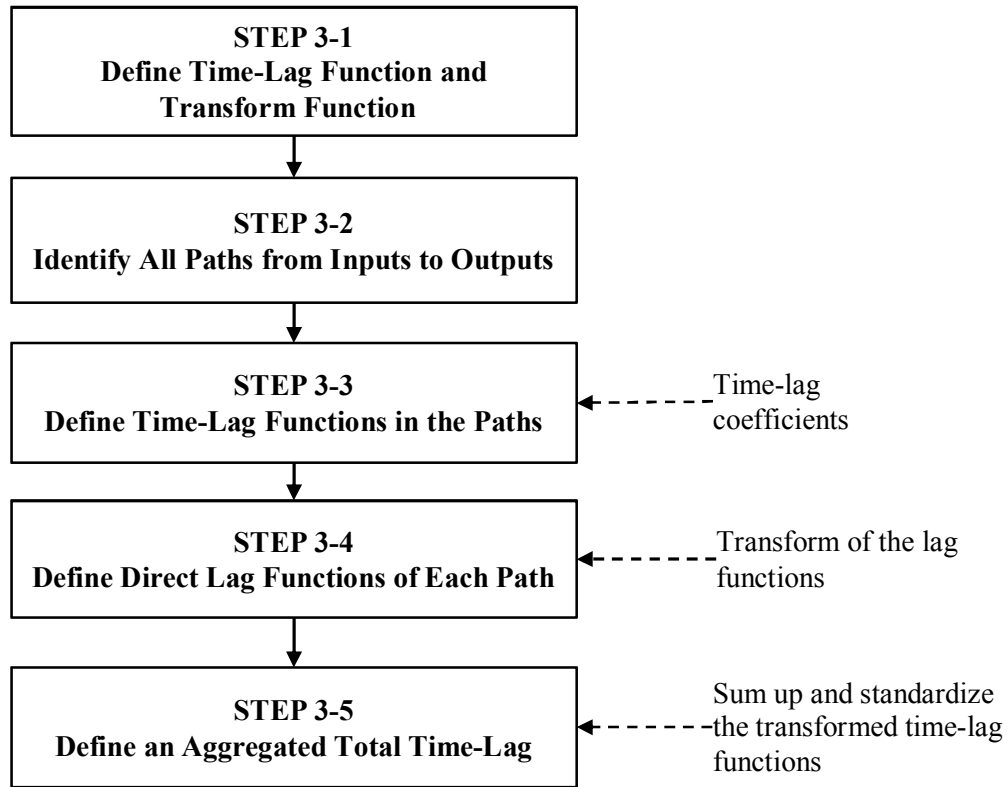 STEP 3-1
Define Time-Lag Function and
Transform Function
STEP 3-2
Identify All Paths from Inputs to Outputs
STEP 3-3
Define Time-Lag Functions in the Paths
Time-lag
coefficients
STEP 3-4
Define Direct Lag Functions of Each Path
Transform of the lag
functions
STEP 3-5
Define an Aggregated Total Time-Lag
Sum up and standardize
the transformed time-lag
functions